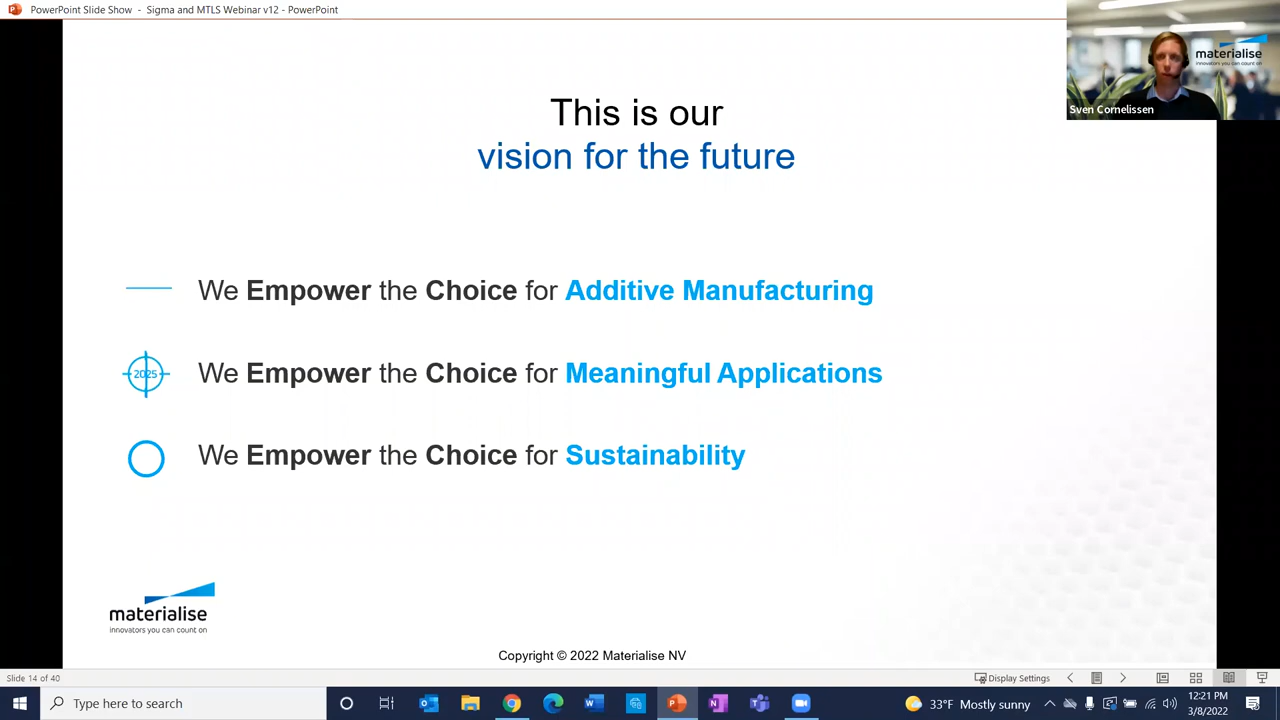 PowerPoint Slide Show - Sigma and MTLS Webinar v12 - PowerPoint
materialise
innovators you can count on
Sven Cornelissen
This is our
vision for the future
We Empower the Choice for Additive Manufacturing
2025
We Empower the Choice for Meaningful Applications
We Empower the Choice for Sustainability
materialise
innovators you can count on
Copyright © 2022 Materialise NV
Slide 14 of 40
Display Settings
Type here to search
33°F Mostly sunny
12:21 PM
3/8/2022